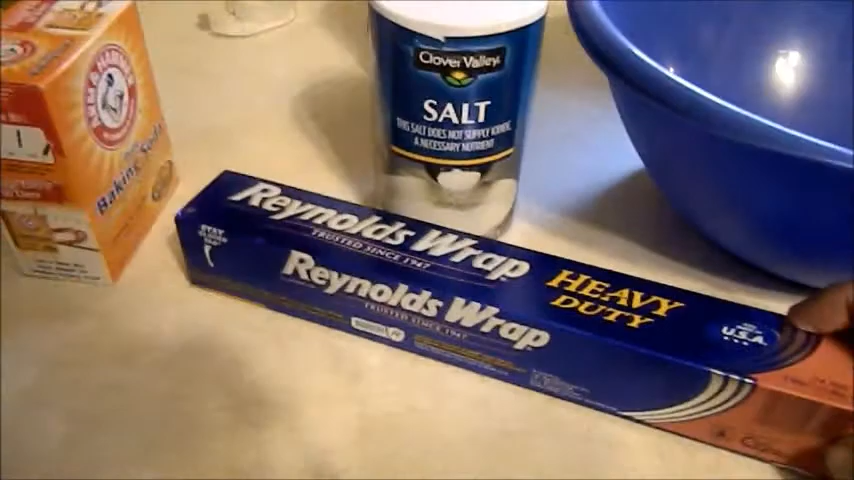 ARM & HAMMER
Baking Soda
Clover Valley
SALT
THIS SALT DOES NOT SUPPLY IODIDE,
A NECESSARY NUTRIENT
Reynolds Wrap
TRUSTED SINCE 1947
HEAVY
DUTY
U.S.A.
Reynolds Wrap
TRUSTED SINCE 1947